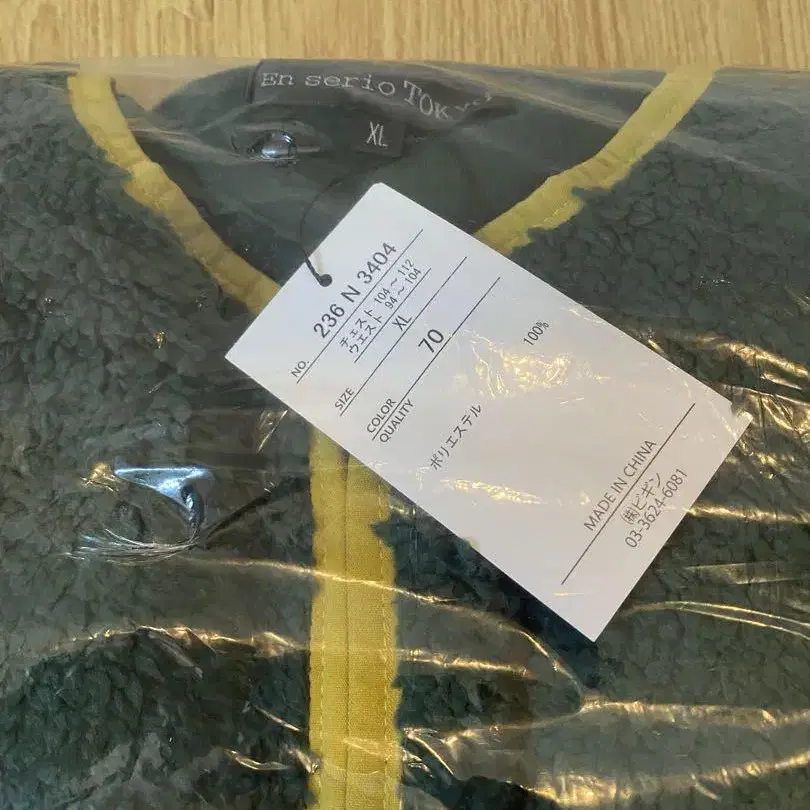 En serio TOKYO
XL
NO. 236 N 3404
チェスト 104～112
ウエスト 94～104
SIZE XL
COLOR 70
QUALITY
ポリエステル 100%
MADE IN CHINA
㈱ビギン
03-3624-6081